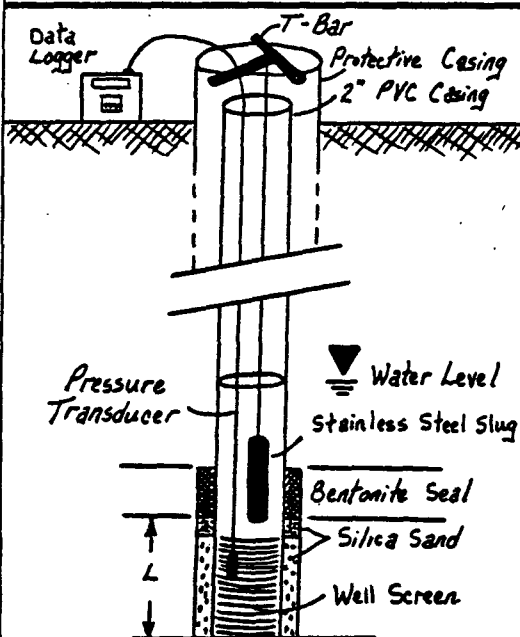 T-Bar
Data
Logger
Protective Casing
2" PVC Casing
Water Level
Pressure
Transducer
Stainless Steel Slug
Bentonite Seal
Silica Sand
L
Well Screen